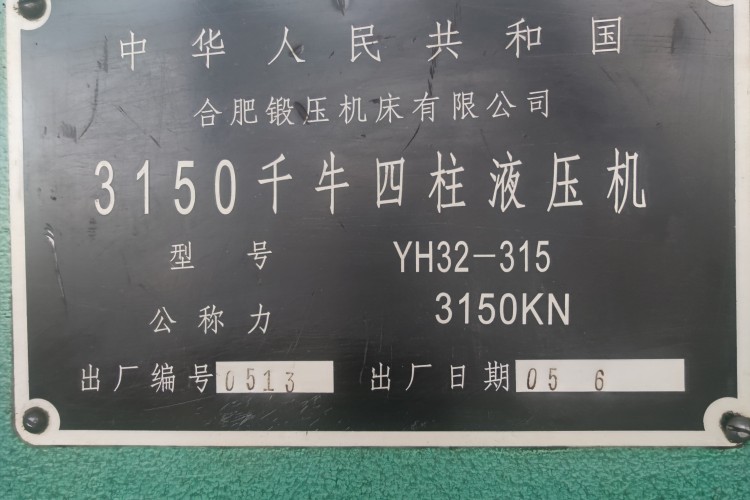 中华人民共和国
合肥锻压机床有限公司
3150千牛四柱液压机
型号 YH32-315
公称力 3150KN
出厂编号 0513 出厂日期 05 6